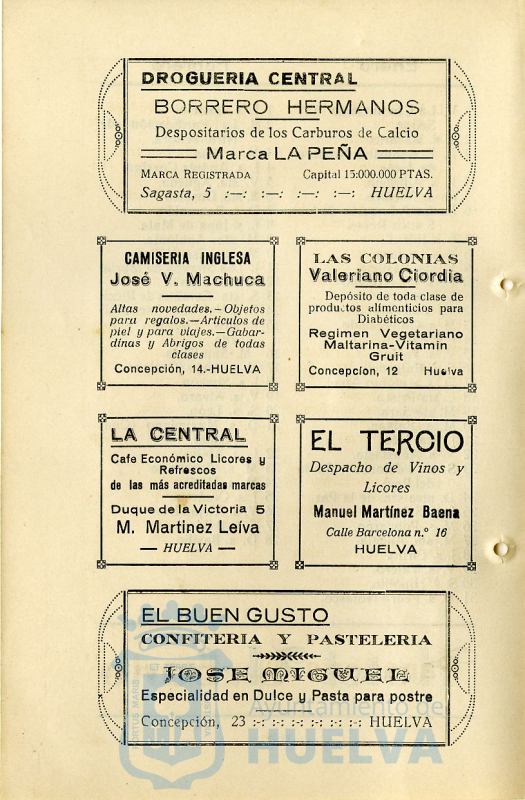 DROGUERIA CENTRAL
BORRERO HERMANOS
Despositarios de los Carburos de Calcio
Marca LA PEÑA
MARCA REGISTRADA Capital 15:000.000 PTAS.
Sagasta, 5 :—: :—: :—: :—: HUELVA
CAMISERIA INGLESA
José V. Machuca
Altas novedades.—Objetos
para regalos.—Articulos de
piel y para viajes.—Gabar-
dinas y Abrigos de todas
clases
Concepción, 14.-HUELVA
LAS COLONIAS
Valeriano Ciordia
Depósito de toda clase de
productos alimenticios para
Diabéticos
Regimen Vegetariano
Maltarina-Vitamin
Gruit
Concepcíon, 12 Huelva
LA CENTRAL
Cafe Económico Licores y
Refrescos
de las más acreditadas marcas
Duque de la Victoria 5
M. Martinez Leíva
— HUELVA —
EL TERCIO
Despacho de Vinos y
Licores
Manuel Martínez Baena
Calle Barcelona n.º 16
HUELVA
EL BUEN GUSTO
CONFITERIA Y PASTELERIA
JOSE MIGUEL
Especialidad en Dulce y Pasta para postre
Concepción, 23 :-: :-: :-: :-: :-: :-: HUELVA
Ayuntamiento de
HUELVA
PORTUS MARIS